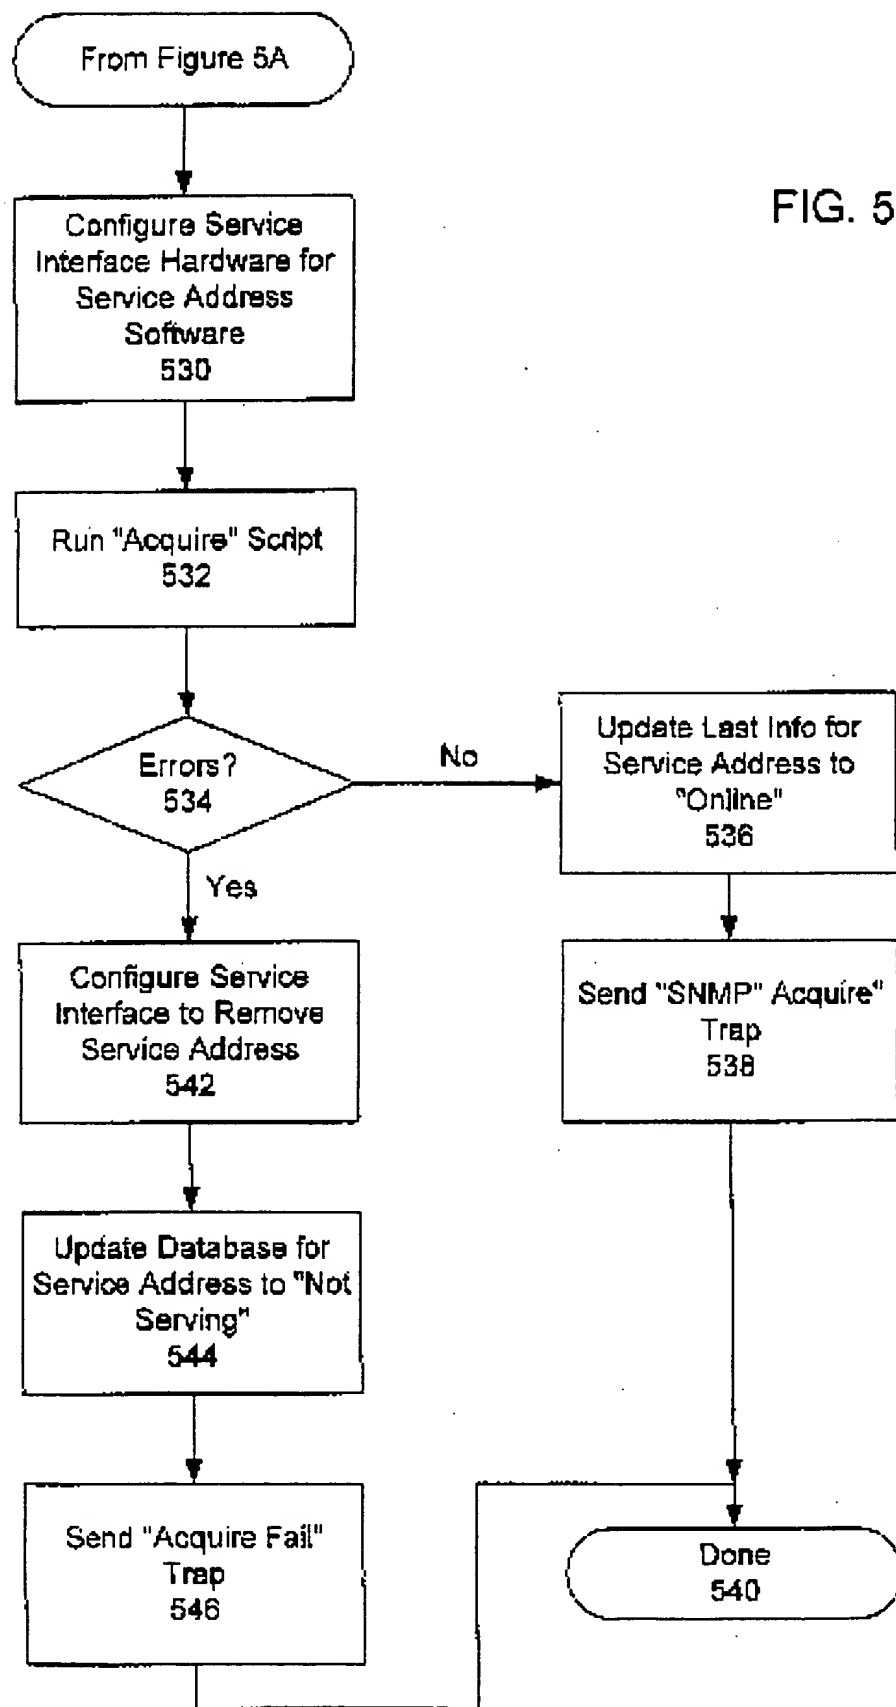 From Figure 5A
FIG. 5
Configure Service
Interface Hardware for
Service Address
Software
530
Run "Acquire" Script
532
Errors?
534
No
Yes
Update Last Info for
Service Address to
"Online"
536
Send "SNMP" Acquire"
Trap
538
Configure Service
Interface to Remove
Service Address
542
Update Database for
Service Address to "Not
Serving"
544
Send "Acquire Fail"
Trap
546
Done
540